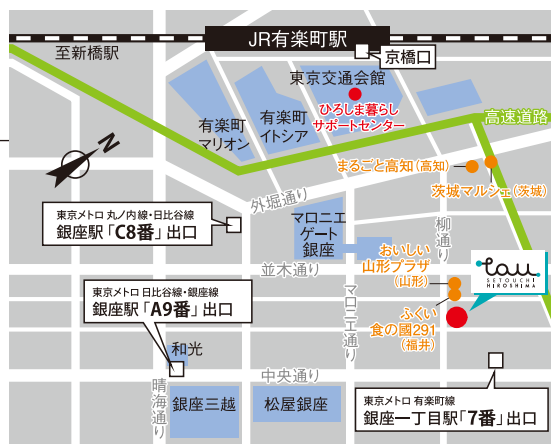 JR有楽町駅
至新橋駅
京橋口
東京交通会館
ひろしま暮らし
サポートセンター
有楽町
イトシア
有楽町
マリオン
高速道路
まるごと高知(高知)
茨城マルシェ(茨城)
N
外堀通り
東京メトロ 丸ノ内線・日比谷線
銀座駅「C8番」出口
マロニエ
ゲート
銀座
柳通り
おいしい
山形プラザ
(山形)
tau
SETOUCHI
HIROSHIMA
並木通り
東京メトロ 日比谷線・銀座線
銀座駅「A9番」出口
マロニエ通り
ふくい
食の國291
(福井)
和光
晴海通り
中央通り
銀座三越
松屋銀座
東京メトロ 有楽町線
銀座一丁目駅「7番」出口